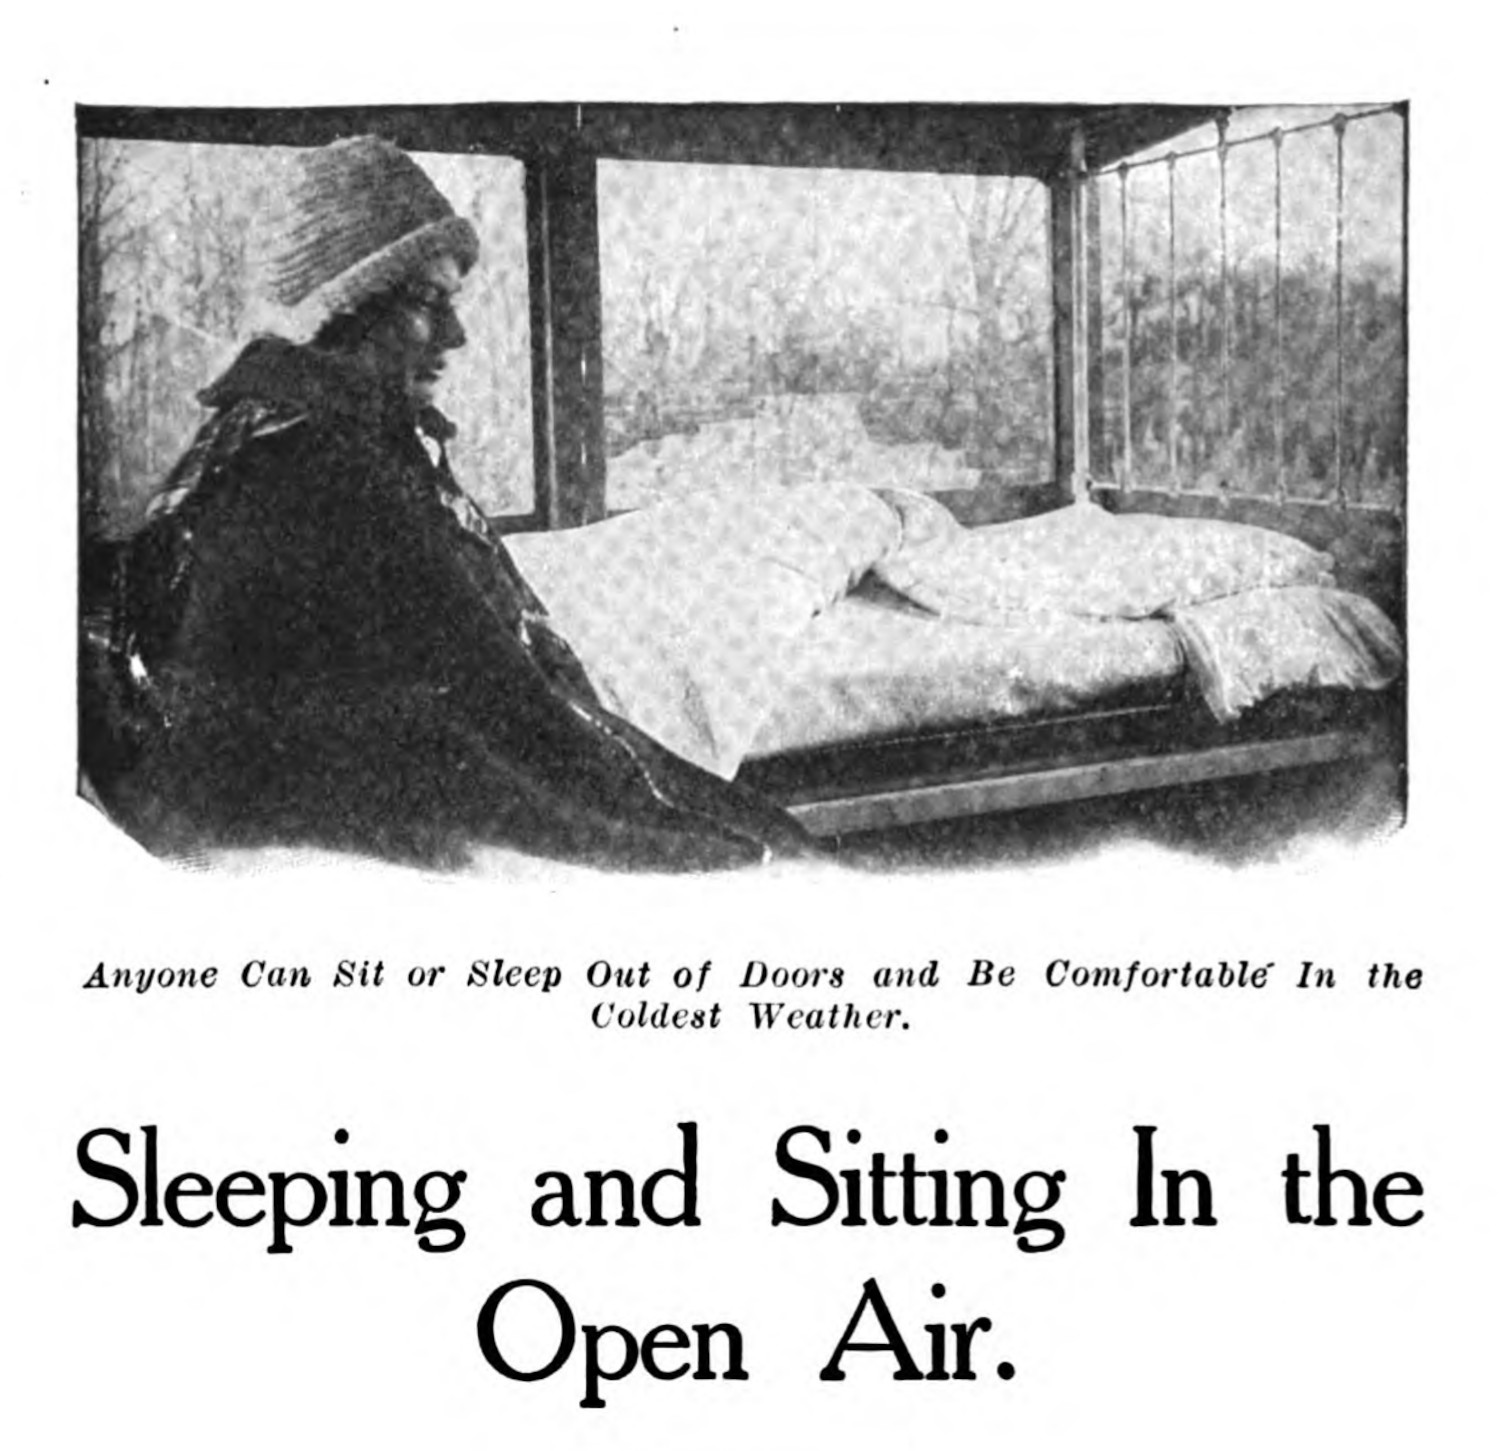 Anyone Can Sit or Sleep Out of Doors and Be Comfortable In the
Coldest Weather.
Sleeping and Sitting In the
Open Air.